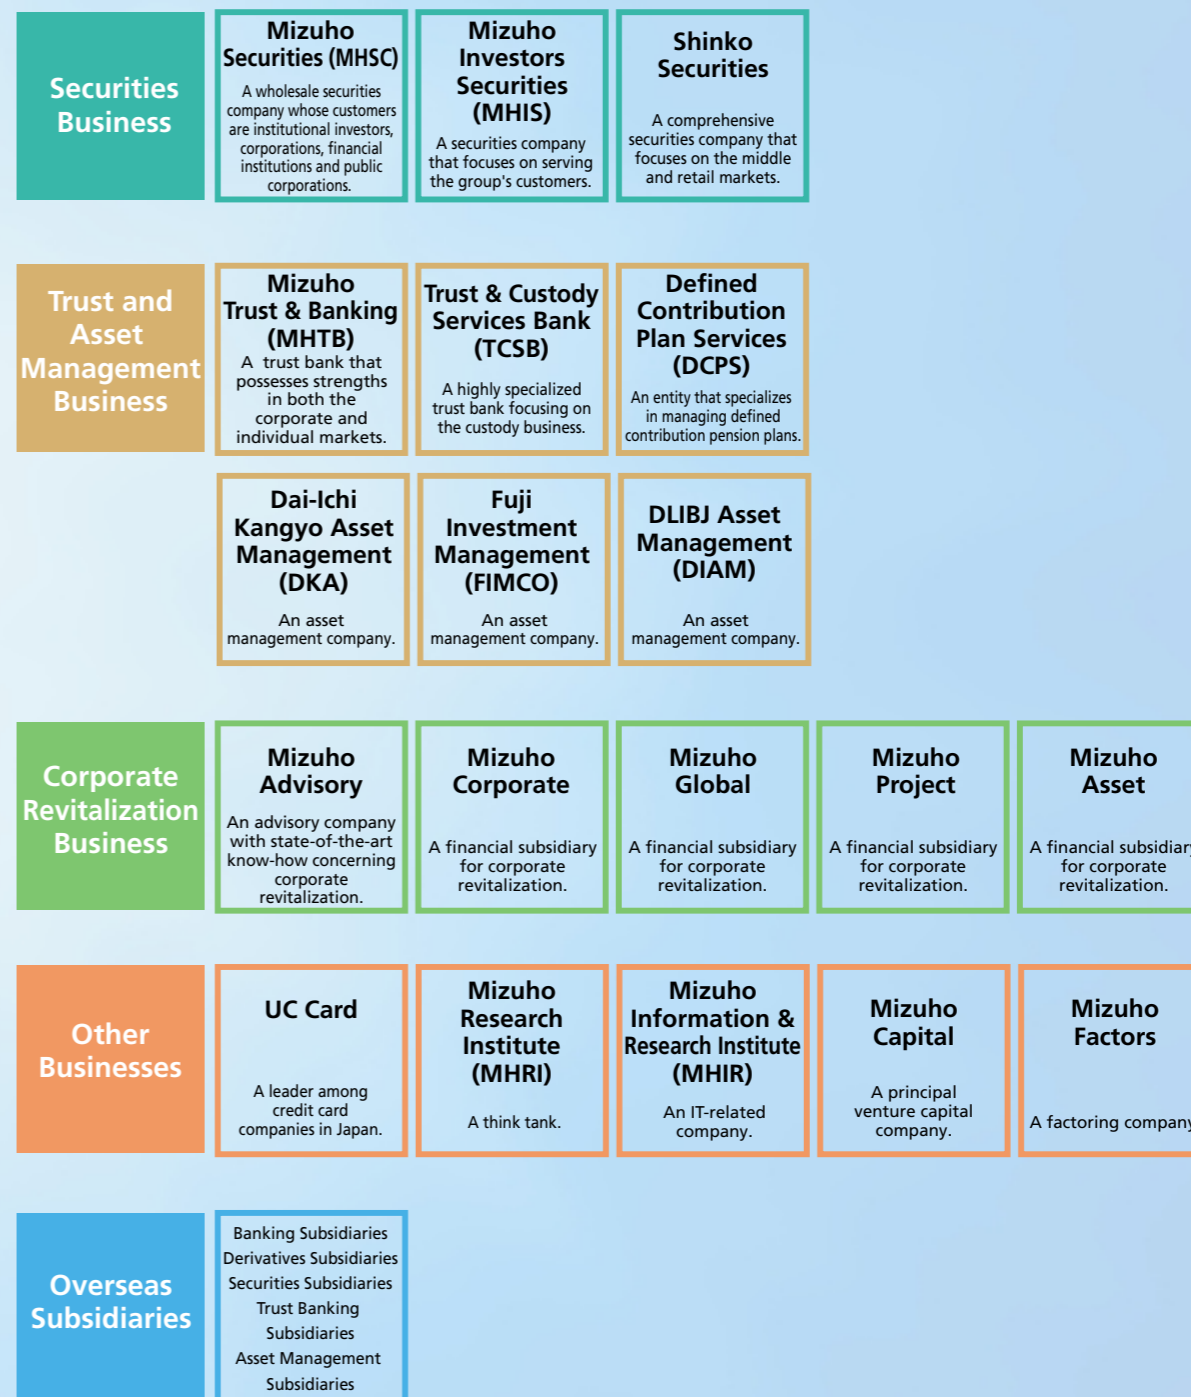 Securities
Business
Mizuho
Securities (MHSC)
A wholesale securities
company whose customers
are institutional investors,
corporations, financial
institutions and public
corporations.
Mizuho
Investors
Securities
(MHIS)
A securities company
that focuses on serving
the group's customers.
Shinko
Securities
A comprehensive
securities company that
focuses on the middle
and retail markets.
Trust and
Asset
Management
Business
Mizuho
Trust & Banking
(MHTB)
A trust bank that
possesses strengths
in both the
corporate and
individual markets.
Trust & Custody
Services Bank
(TCSB)
A highly specialized
trust bank focusing on
the custody business.
Defined
Contribution
Plan Services
(DCPS)
An entity that specializes
in managing defined
contribution pension plans.
Dai-Ichi
Kangyo Asset
Management
(DKA)
An asset
management company.
Fuji
Investment
Management
(FIMCO)
An asset
management company.
DLIBJ Asset
Management
(DIAM)
An asset
management company.
Corporate
Revitalization
Business
Mizuho
Advisory
An advisory company
with state-of-the-art
know-how concerning
corporate
revitalization.
Mizuho
Corporate
A financial subsidiary
for corporate
revitalization.
Mizuho
Global
A financial subsidiary
for corporate
revitalization.
Mizuho
Project
A financial subsidiary
for corporate
revitalization.
Mizuho
Asset
A financial subsidiary
for corporate
revitalization.
Other
Businesses
UC Card
A leader among
credit card
companies in Japan.
Mizuho
Research
Institute
(MHRI)
A think tank.
Mizuho
Information &
Research Institute
(MHIR)
An IT-related
company.
Mizuho
Capital
A principal
venture capital
company.
Mizuho
Factors
A factoring company
Overseas
Subsidiaries
Banking Subsidiaries
Derivatives Subsidiaries
Securities Subsidiaries
Trust Banking
Subsidiaries
Asset Management
Subsidiaries